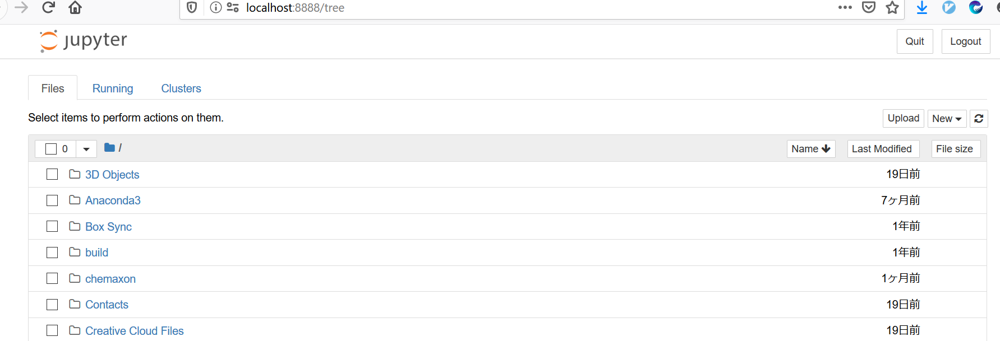 localhost:8888/tree
jupyter
Quit Logout
Files Running Clusters
Select items to perform actions on them.
Upload New
0 / Name Last Modified File size
3D Objects 19日前
Anaconda3 7ヶ月前
Box Sync 1年前
build 1年前
chemaxon 1ヶ月前
Contacts 19日前
Creative Cloud Files 19日前